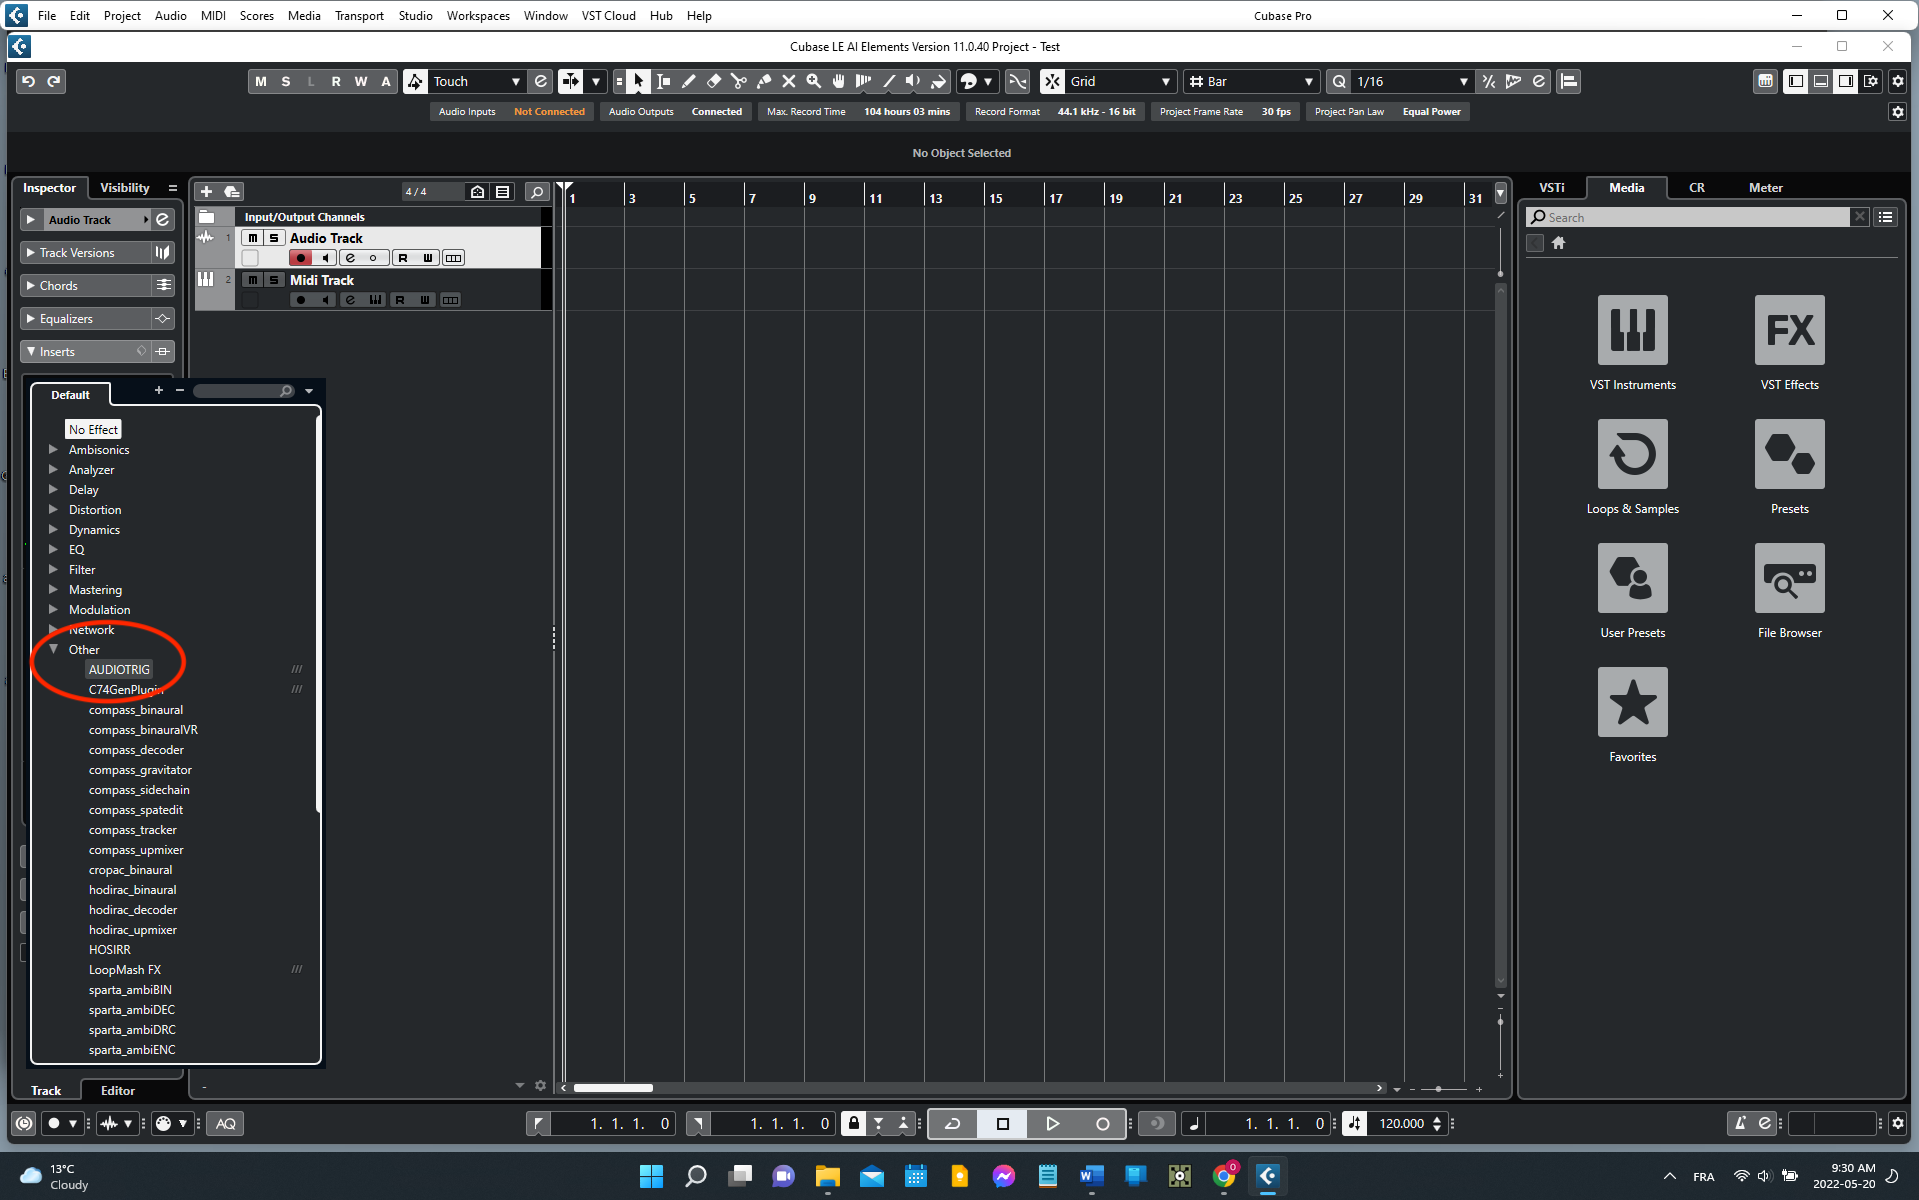 File Edit Project Audio MIDI Scores Media Transport Studio Workspaces Window VST Cloud Hub Help Cubase Pro
Cubase LE AI Elements Version 11.0.40 Project - Test
M S L R W A Touch Grid Bar Q 1/16
Audio Inputs Not Connected Audio Outputs Connected Max. Record Time 104 hours 03 mins Record Format 44.1 kHz - 16 bit Project Frame Rate 30 fps Project Pan Law Equal Power
No Object Selected
Inspector Visibility
4 / 4
1 3 5 7 9 11 13 15 17 19 21 23 25 27 29 31
VSTi Media CR Meter
Audio Track
Track Versions
Chords
Equalizers
Inserts
Input/Output Channels
1 m S Audio Track
R W
2 m S Midi Track
R W
Search
VST Instruments
FX
VST Effects
Loops & Samples
Presets
User Presets
File Browser
Favorites
Default
No Effect
Ambisonics
Analyzer
Delay
Distortion
Dynamics
EQ
Filter
Mastering
Modulation
Network
Other
AUDIOTRIG
C74GenPlugin
compass_binaural
compass_binauralVR
compass_decoder
compass_gravitator
compass_sidechain
compass_spatedit
compass_tracker
compass_upmixer
cropac_binaural
hodirac_binaural
hodirac_decoder
hodirac_upmixer
HOSIRR
LoopMash FX
sparta_ambiBIN
sparta_ambiDEC
sparta_ambiDRC
sparta_ambiENC
Track Editor
AQ 1. 1. 1. 0 1. 1. 1. 0 1. 1. 1. 0 120.000
13°C
Cloudy
FRA
9:30 AM
2022-05-20